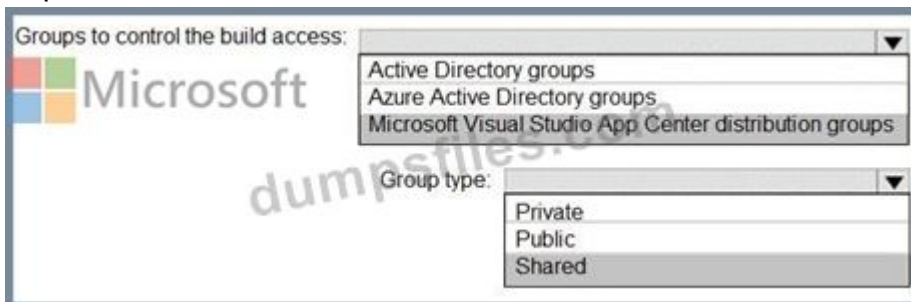 Groups to control the build access:
Microsoft
Active Directory groups
Azure Active Directory groups
Microsoft Visual Studio App Center distribution groups
dumpsfiles.com
Group type:
Private
Public
Shared